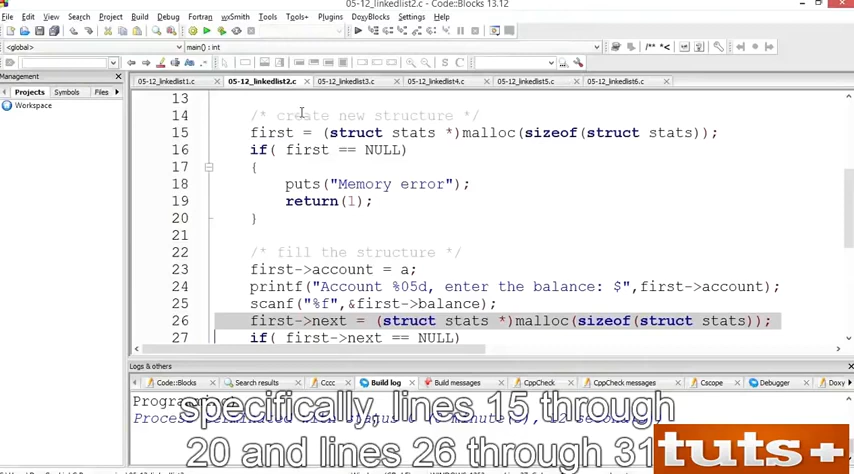 05-12_linkedlist2.c - Code::Blocks 13.12
File Edit View Search Project Build Debug Fortran wxSmith Tools Tools+ Plugins DoxyBlocks Settings Help
<global> main() : int
Management
Projects Symbols Files
Workspace
05-12_linkedlist1.c 05-12_linkedlist2.c 05-12_linkedlist3.c 05-12_linkedlist4.c 05-12_linkedlist5.c 05-12_linkedlist6.c
13
14 /* create new structure */
15 first = (struct stats *)malloc(sizeof(struct stats));
16 if( first == NULL)
17 {
18 puts("Memory error");
19 return(1);
20 }
21
22 /* fill the structure */
23 first->account = a;
24 printf("Account %05d, enter the balance: $",first->account);
25 scanf("%f",&first->balance);
26 first->next = (struct stats *)malloc(sizeof(struct stats));
27 if( first->next == NULL)
Logs & others
Code::Blocks Search results Cccc Build log Build messages CppCheck CppCheck messages Cscope Debugger Doxy
specifically, lines 15 through
20 and lines 26 through 31
tuts+